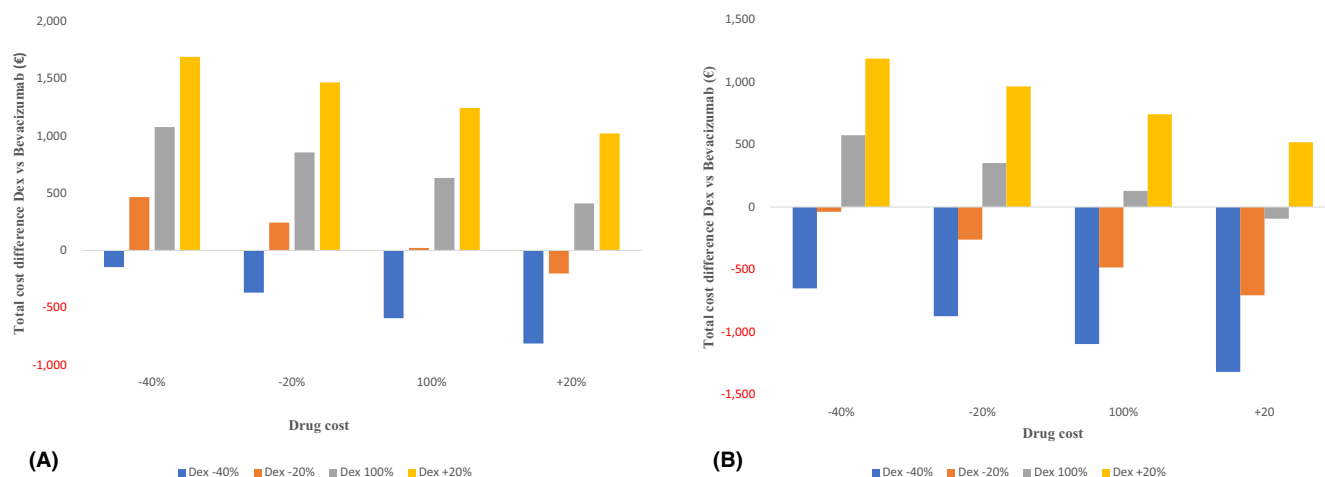 Total cost difference Dex vs Bevacizumab (€)
2,000
1,500
1,000
500
0
-500
-1,000
-40%
-20%
100%
+20%
Drug cost
(A)
Dex -40% Dex -20% Dex 100% Dex +20%
Total cost difference Dex vs Bevacizumab (€)
1,500
1,000
500
0
-500
-1,000
-1,500
-40%
-20%
100%
+20
Drug cost
(B)
Dex -40% Dex -20% Dex 100% Dex +20%